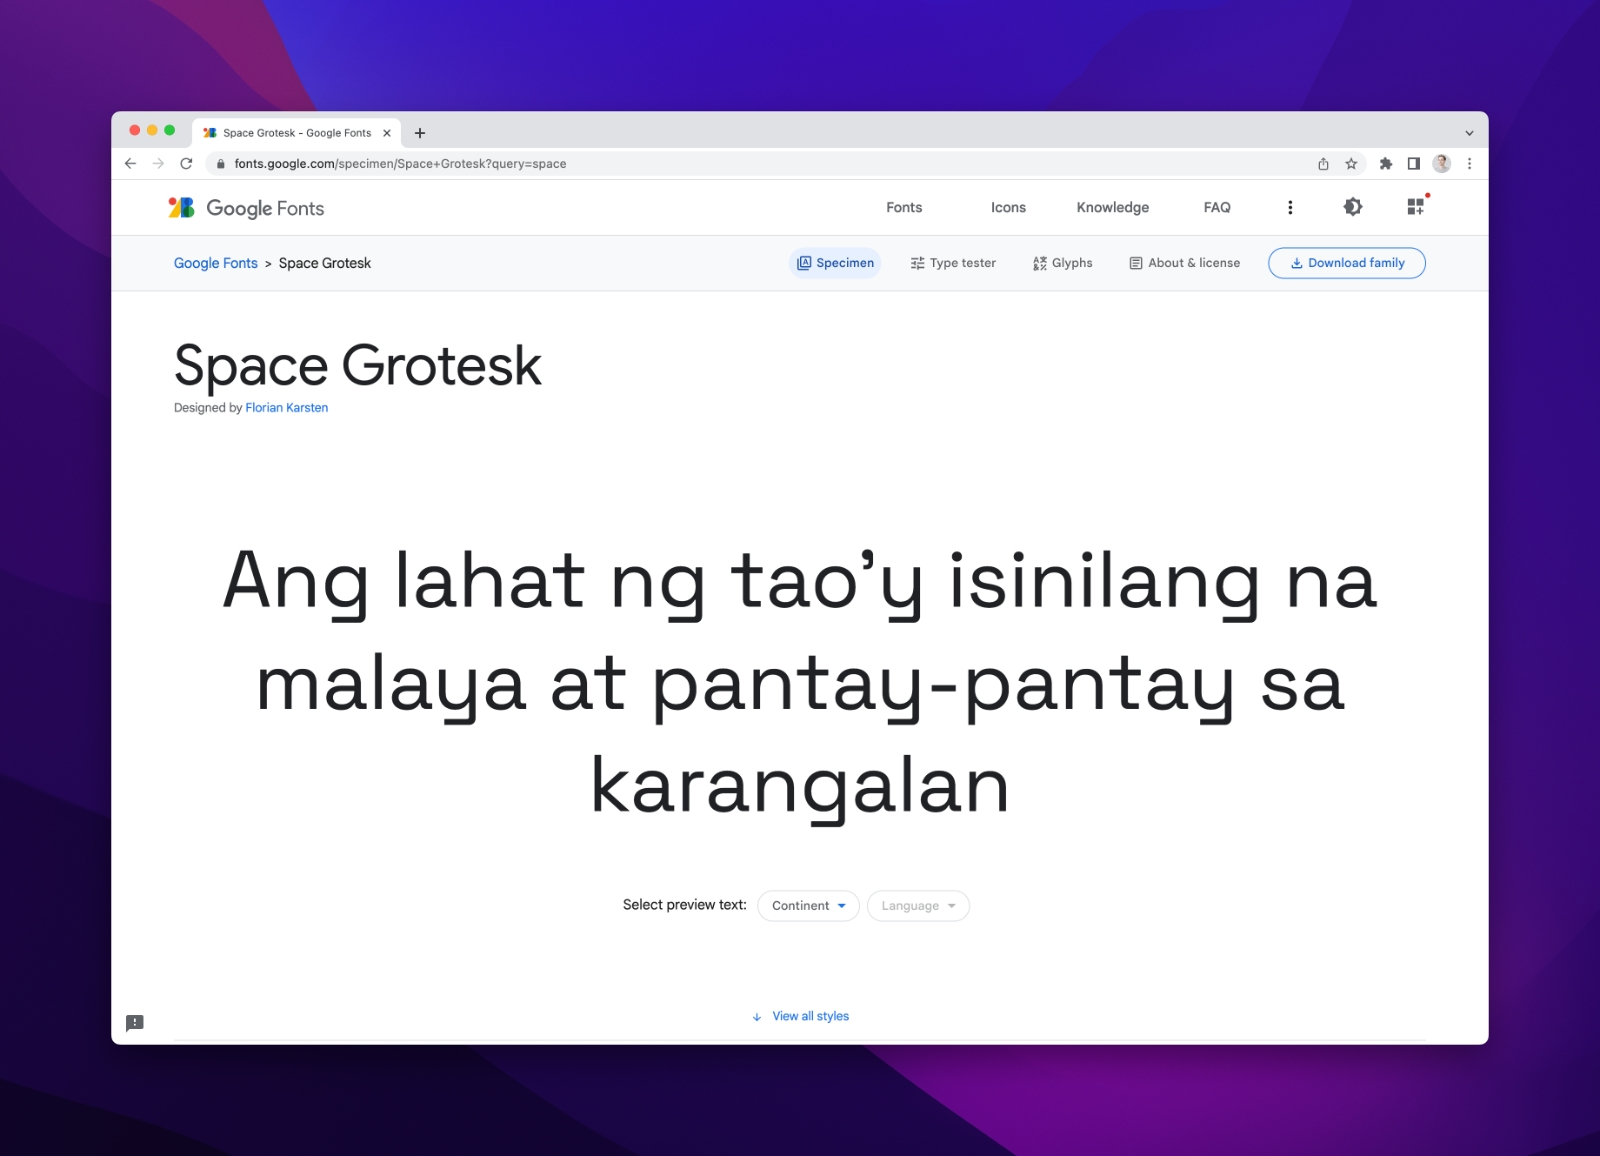 Space Grotesk - Google Fonts
fonts.google.com/specimen/Space+Grotesk?query=space
Google Fonts
Fonts
Icons
Knowledge
FAQ
Google Fonts > Space Grotesk
Specimen
Type tester
Glyphs
About & license
Download family
Space Grotesk
Designed by Florian Karsten
Ang lahat ng tao’y isinilang na
malaya at pantay-pantay sa
karangalan
Select preview text:
Continent
Language
View all styles